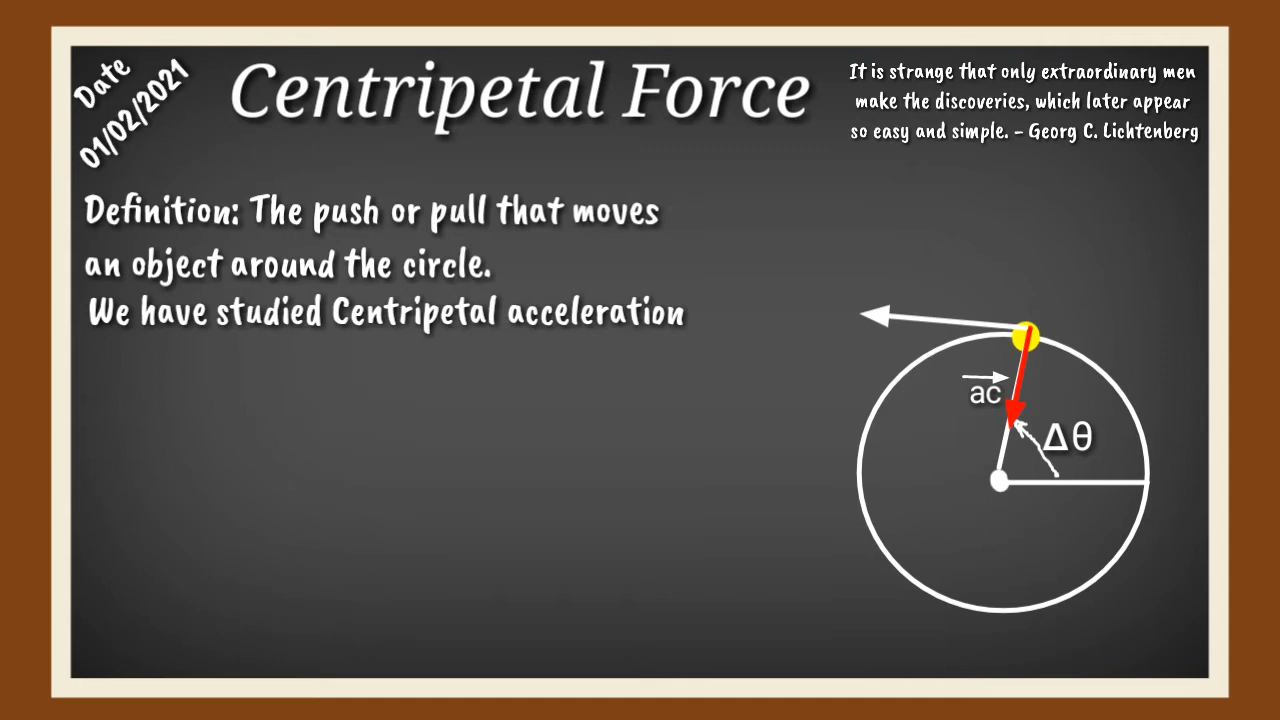 Date
01/02/2021
Centripetal Force
It is strange that only extraordinary men
make the discoveries, which later appear
so easy and simple. – Georg C. Lichtenberg
Definition: The push or pull that moves
an object around the circle.
We have studied Centripetal acceleration
ac
Δθ